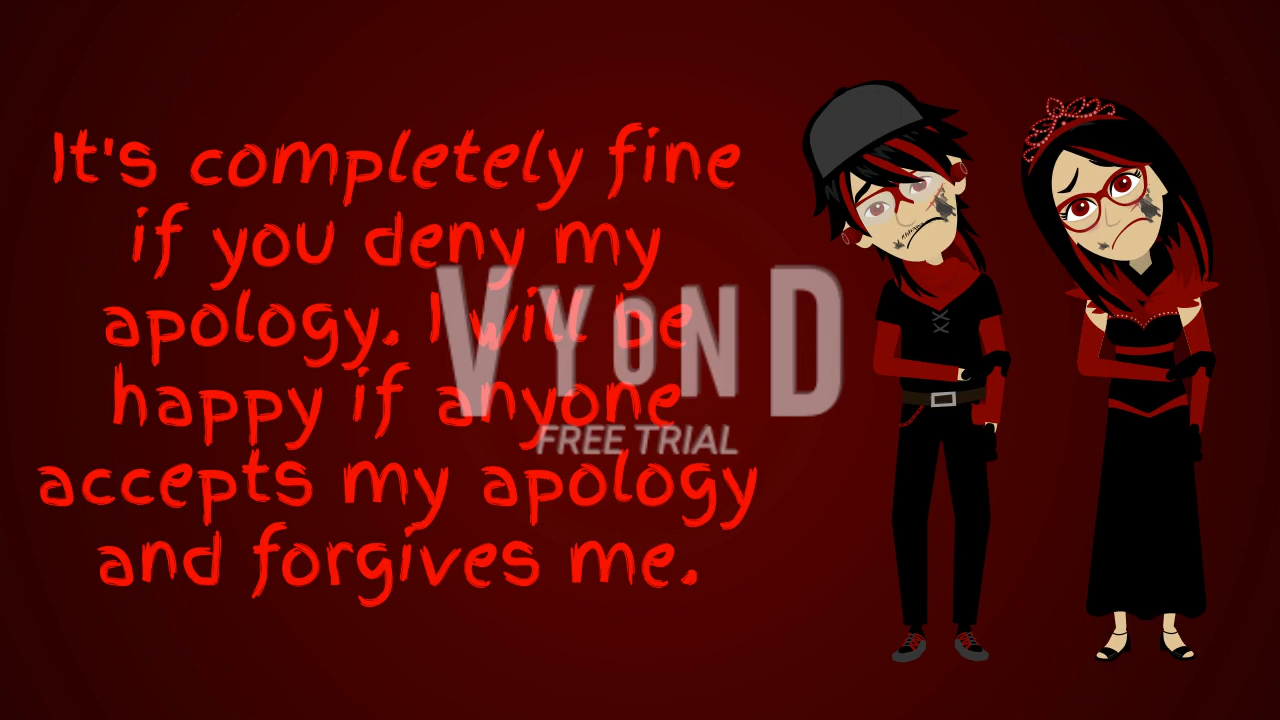 It's completely fine
if you deny my
apology. I will be
happy if anyone
accepts my apology
and forgives me.
VYOND
FREE TRIAL